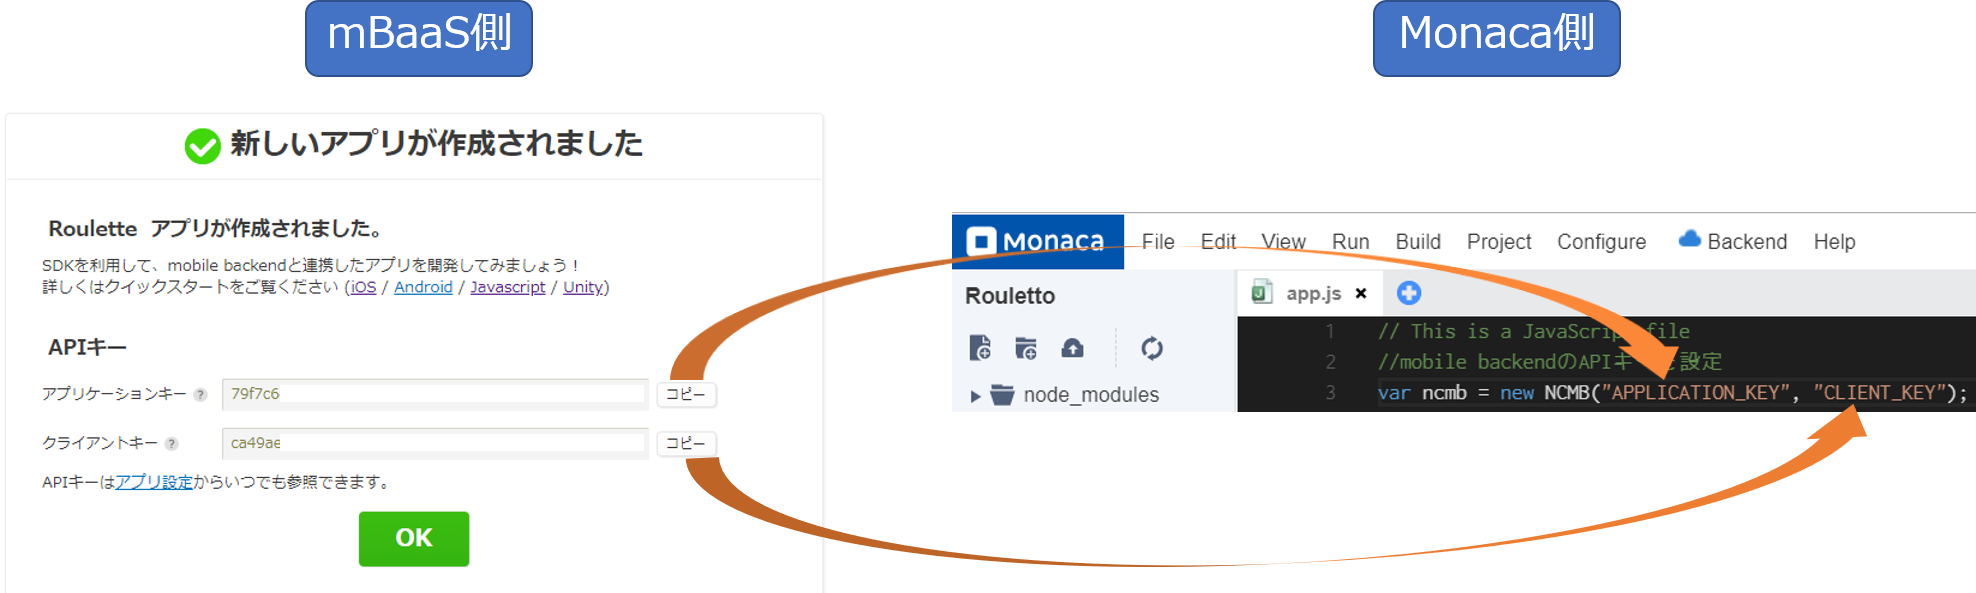 mBaaS側
Monaca側
新しいアプリが作成されました
Roulette アプリが作成されました。
SDKを利用して、mobile backendと連携したアプリを開発してみましょう！
詳しくはクイックスタートをご覧ください (iOS / Android / Javascript / Unity)
APIキー
アプリケーションキー ? 79f7c6 コピー
クライアントキー ? ca49ae コピー
APIキーはアプリ設定からいつでも参照できます。
OK
Monaca File Edit View Run Build Project Configure Backend Help
Rouletto
app.js ×
node_modules
1 // This is a JavaScript file
2 //mobile backendのAPIキーを設定
3 var ncmb = new NCMB("APPLICATION_KEY", "CLIENT_KEY");